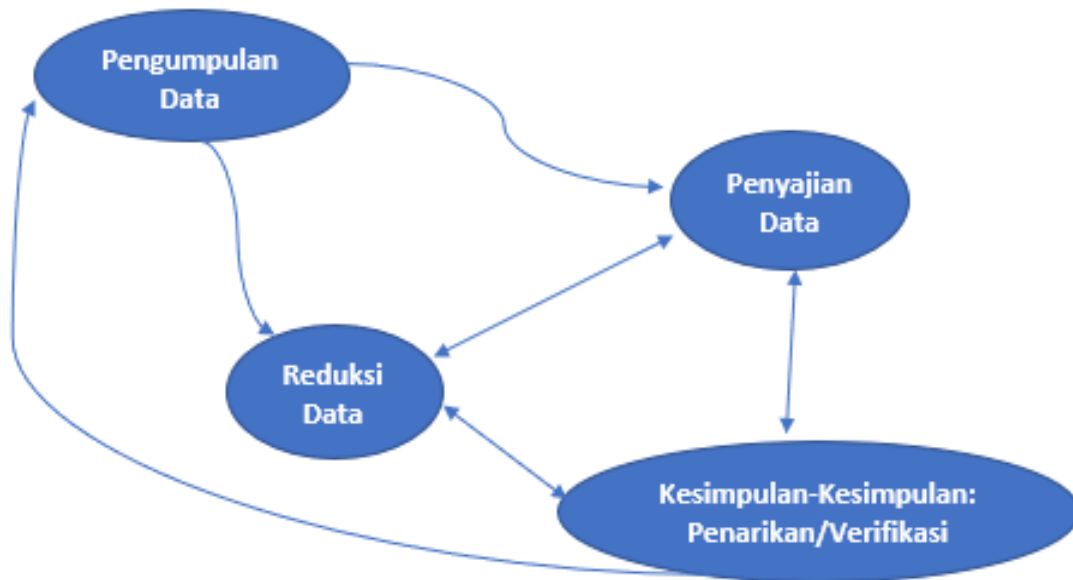 Pengumpulan
Data
Penyajian
Data
Reduksi
Data
Kesimpulan-Kesimpulan:
Penarikan/Verifikasi